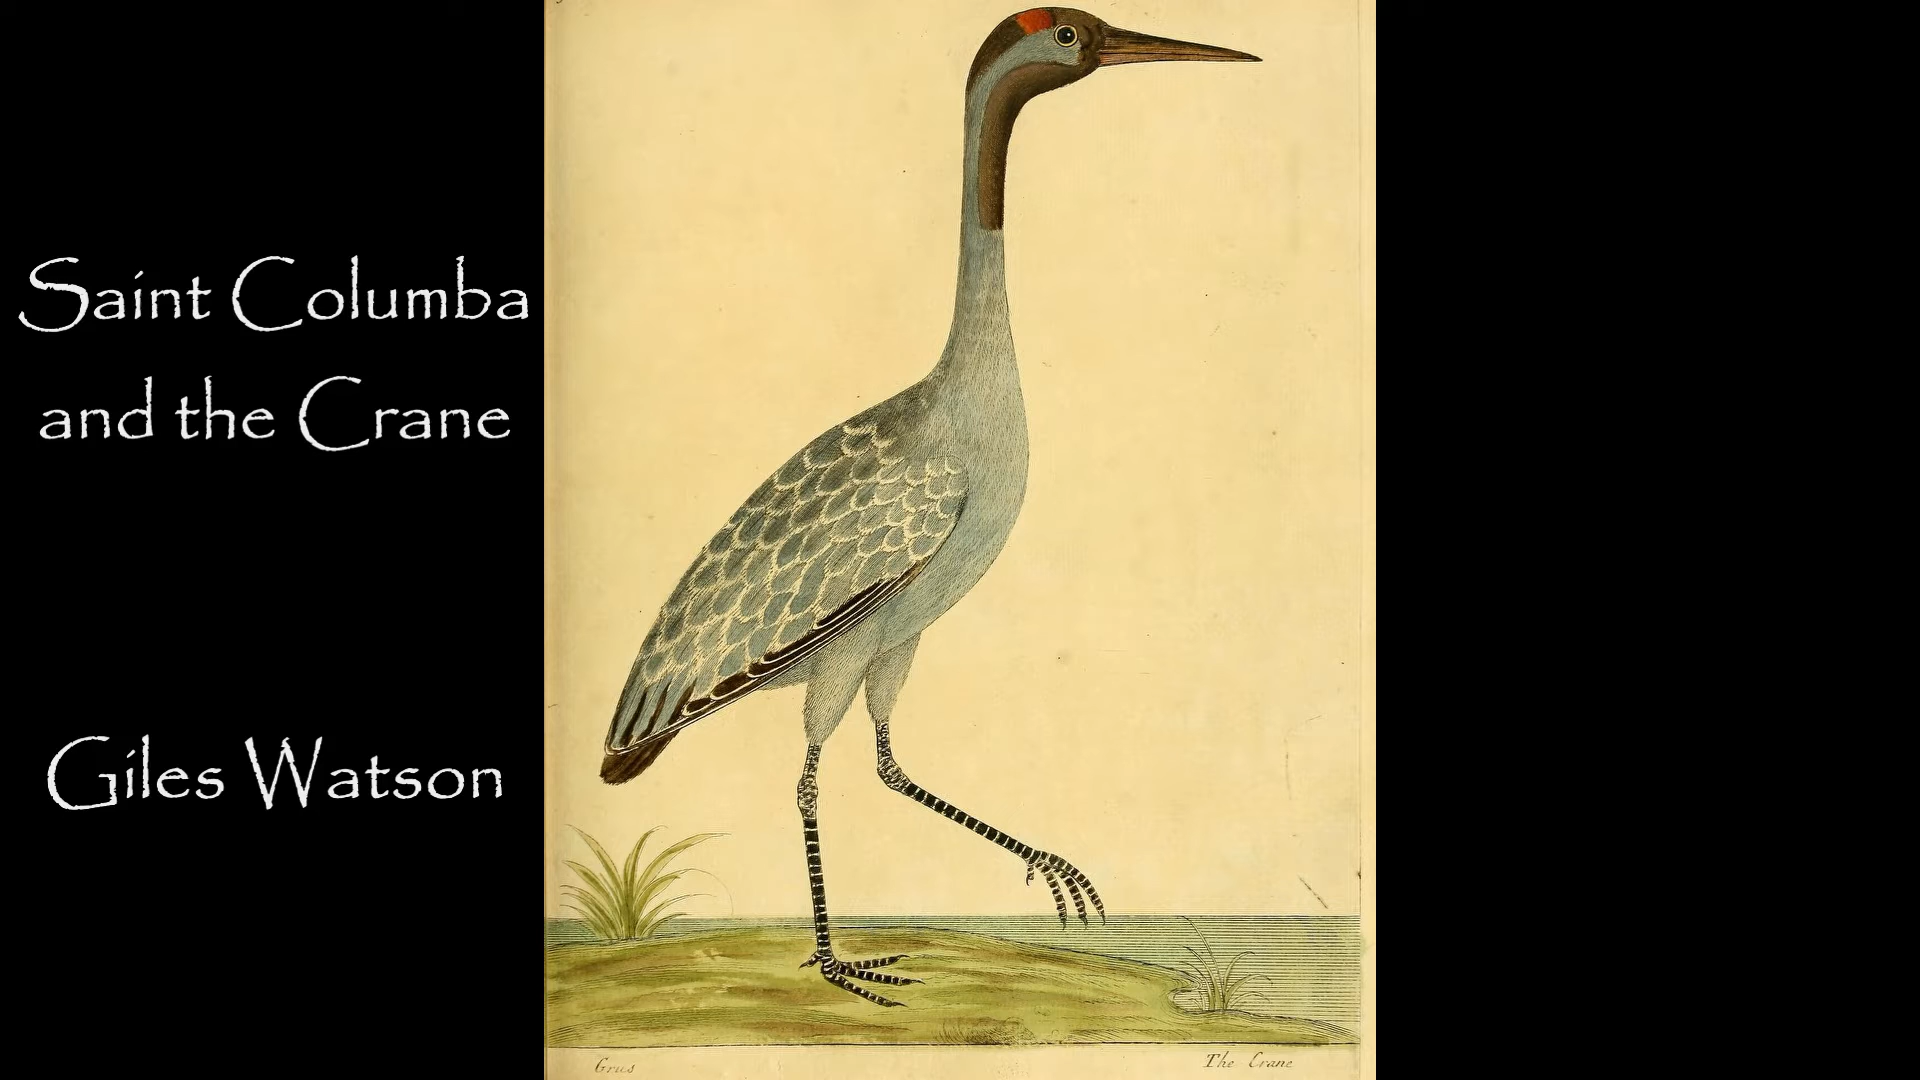 Saint Columba
and the Crane
Giles Watson
Grus
The Crane